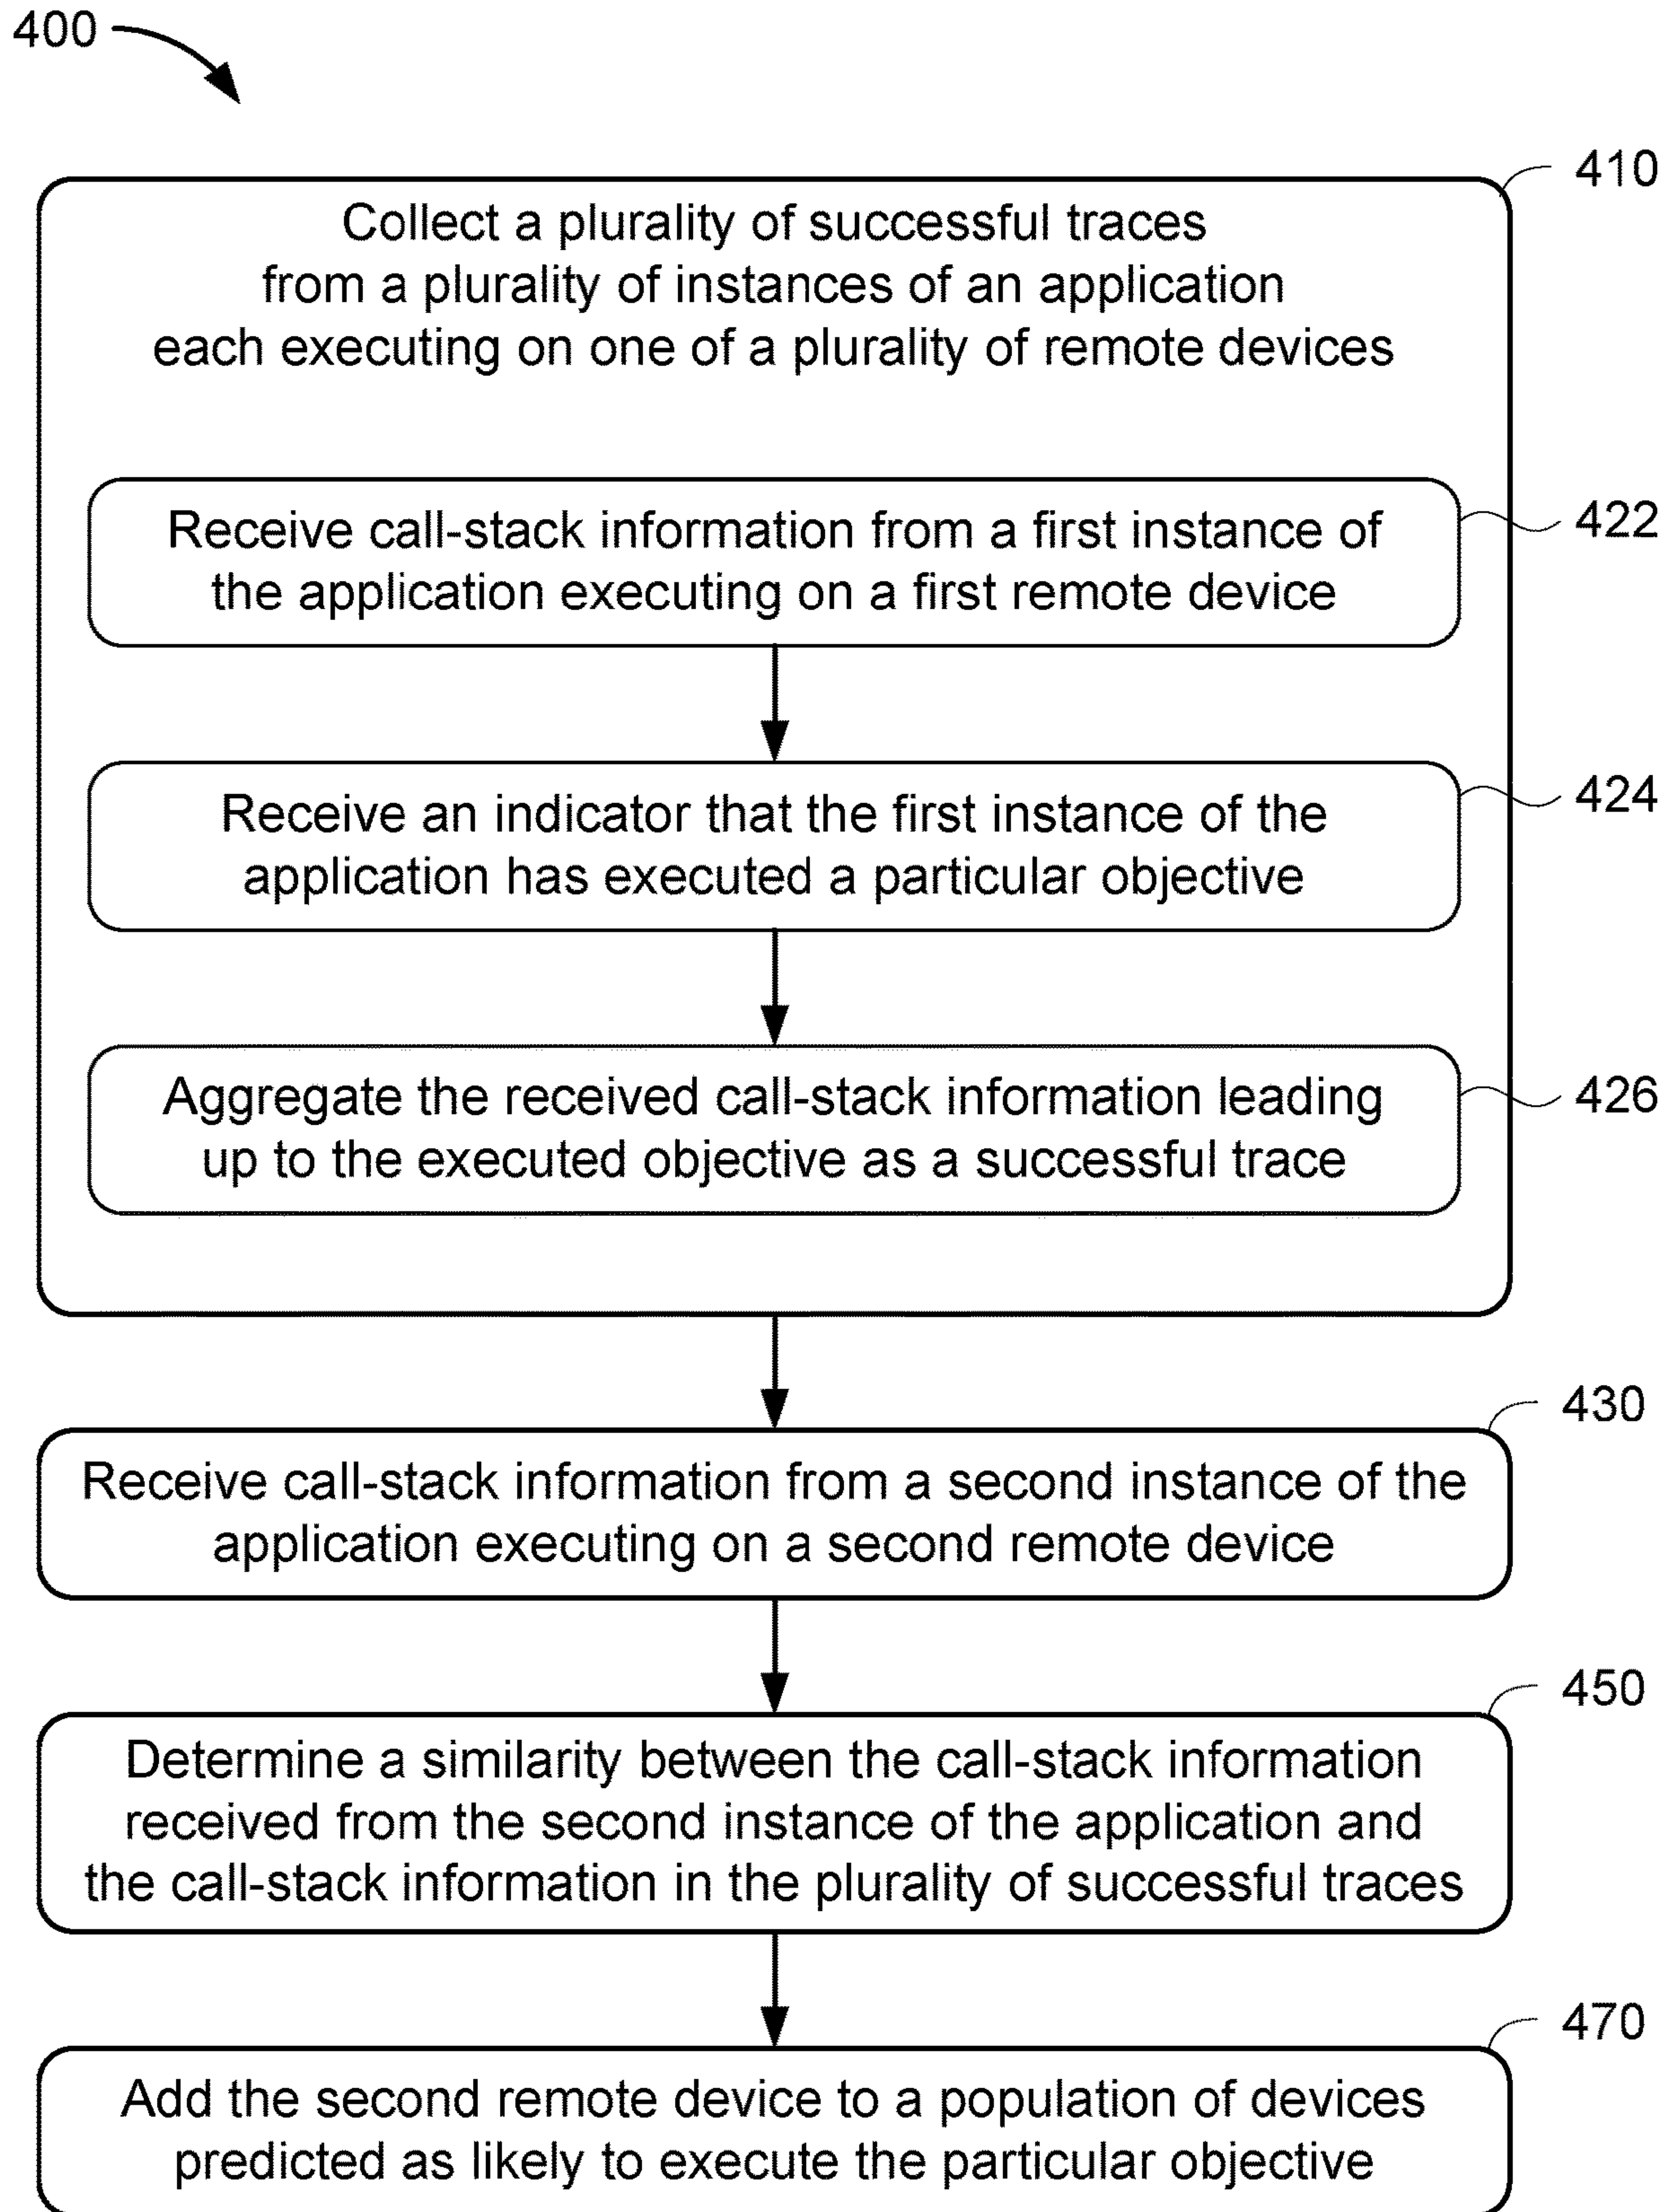 400
410
Collect a plurality of successful traces
from a plurality of instances of an application
each executing on one of a plurality of remote devices
Receive call-stack information from a first instance of
the application executing on a first remote device
422
Receive an indicator that the first instance of the
application has executed a particular objective
424
Aggregate the received call-stack information leading
up to the executed objective as a successful trace
426
430
Receive call-stack information from a second instance of the
application executing on a second remote device
450
Determine a similarity between the call-stack information
received from the second instance of the application and
the call-stack information in the plurality of successful traces
470
Add the second remote device to a population of devices
predicted as likely to execute the particular objective